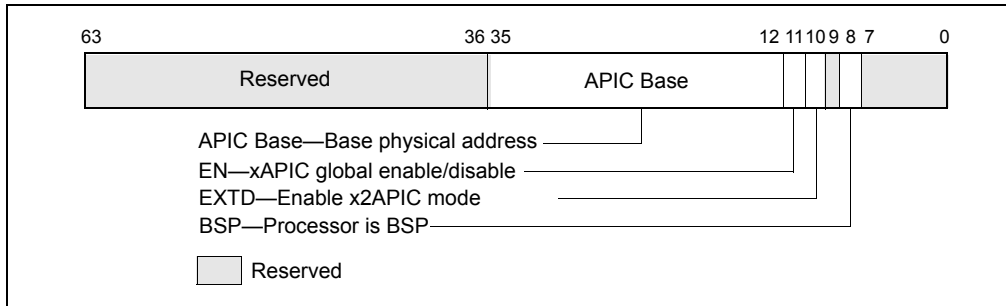 63 36 35 12 11 10 9 8 7 0
Reserved APIC Base
APIC Base—Base physical address
EN—xAPIC global enable/disable
EXTD—Enable x2APIC mode
BSP—Processor is BSP
Reserved